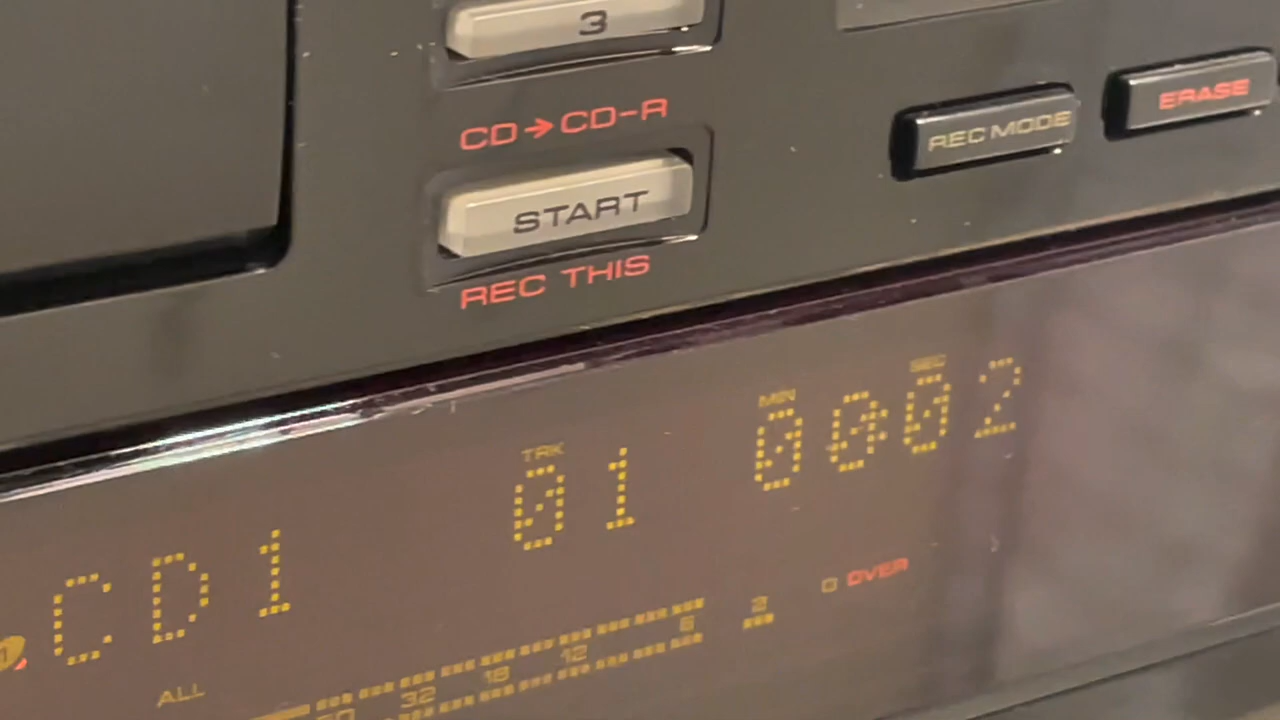 3
CD→CD-R
START
REC THIS
REC MODE
ERASE
MIN SEC
TRK
CD1 01 00:02
ALL
32 18 12 6 2 0 OVER